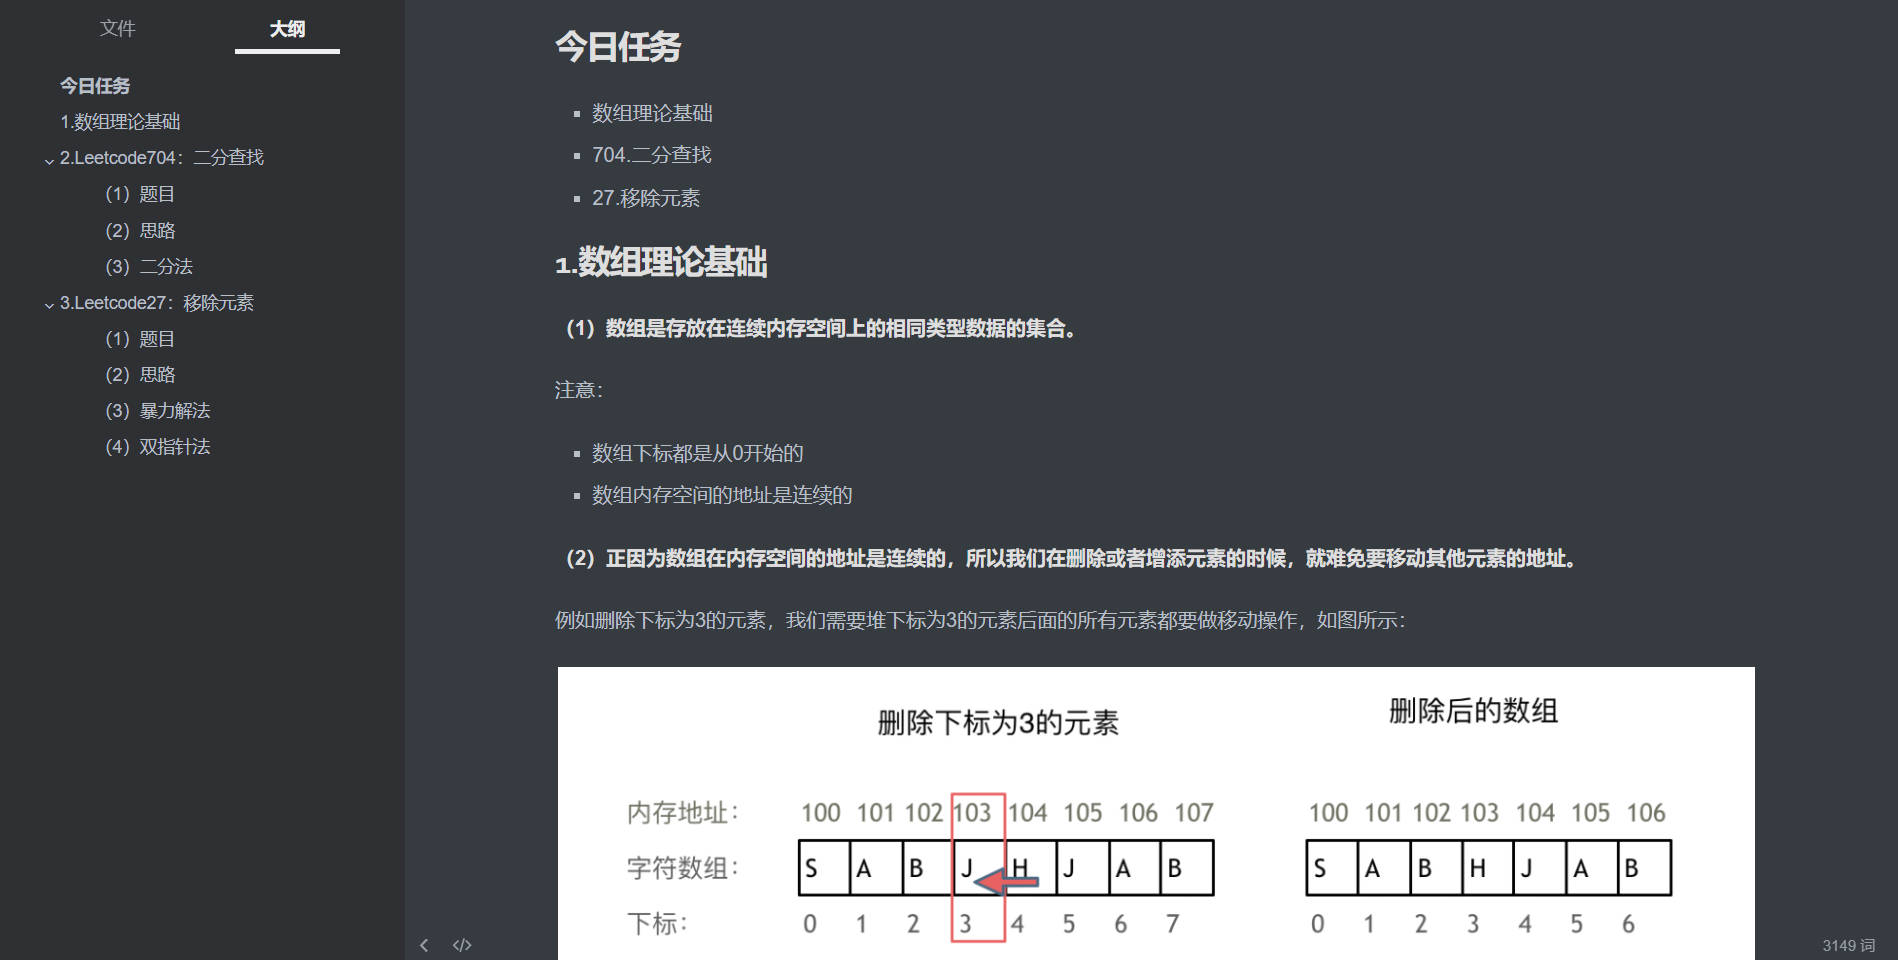 文件 大纲
今日任务
1.数组理论基础
2.Leetcode704：二分查找
（1）题目
（2）思路
（3）二分法
3.Leetcode27：移除元素
（1）题目
（2）思路
（3）暴力解法
（4）双指针法
今日任务
数组理论基础
704.二分查找
27.移除元素
1.数组理论基础
（1）数组是存放在连续内存空间上的相同类型数据的集合。
注意：
数组下标都是从0开始的
数组内存空间的地址是连续的
（2）正因为数组在内存空间的地址是连续的，所以我们在删除或者增添元素的时候，就难免要移动其他元素的地址。
例如删除下标为3的元素，我们需要堆下标为3的元素后面的所有元素都要做移动操作，如图所示：
删除下标为3的元素
内存地址： 100 101 102 103 104 105 106 107
字符数组： S A B J H J A B
下标： 0 1 2 3 4 5 6 7
删除后的数组
100 101 102 103 104 105 106
S A B H J A B
0 1 2 3 4 5 6
</> 3149 词